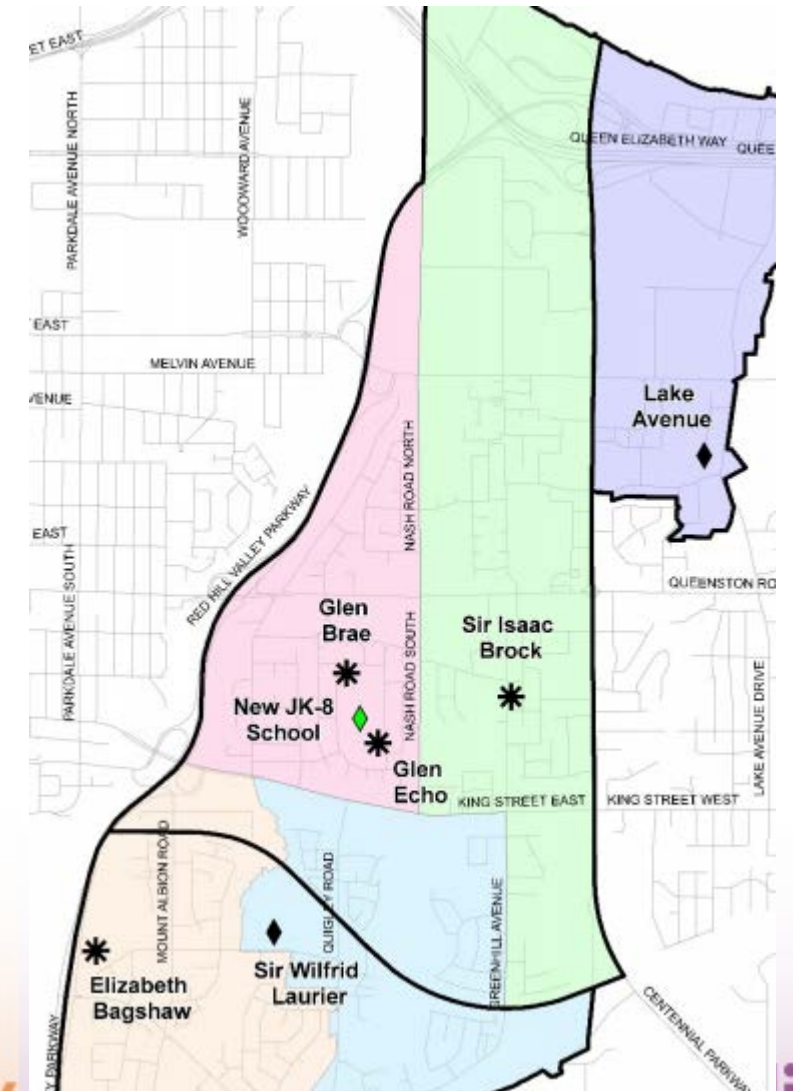 ET EAST
PARKDALE AVENUE NORTH
WOODWARD AVENUE
QUEEN ELIZABETH WAY
QUEE
EAST
MELVIN AVENUE
VENUE
Lake
Avenue
NASH ROAD NORTH
EAST
RED HILL VALLEY PARKWAY
PARKDALE AVENUE SOUTH
QUEENSTON RO
Glen
Brae
Sir Isaac
Brock
NASH ROAD SOUTH
New JK-8
School
LAKE AVENUE DRIVE
Glen
Echo
KING STREET EAST
KING STREET WEST
MOUNT ALBION ROAD
QUIGLEY ROAD
GREENHILL AVENUE
Elizabeth
Bagshaw
Sir Wilfrid
Laurier
CENTENNIAL PARKWA
Y PARKWAY